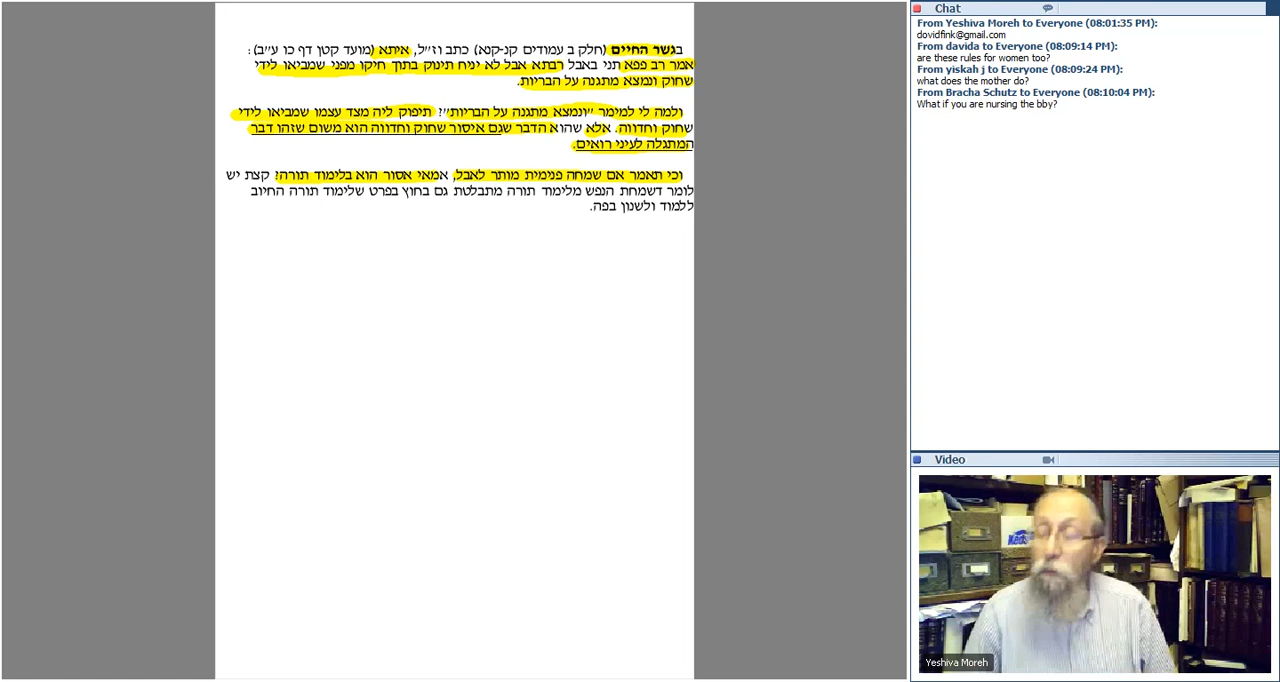 בגשר החיים (חלק ב עמודים קנ-קנא) כתב וז"ל, איתא (מועד קטן דף כו ע"ב):
אמר רב פפא תני באבל רבתא אבל לא יניח תינוק בתוך חיקו מפני שמביאו לידי
שחוק ונמצא מתגנה על הבריות.
ולמה לי למימר "ונמצא מתגנה על הבריות"? תיפוק ליה מצד עצמו שמביאו לידי
שחוק וחדווה. אלא שהוא הדבר שגם איסור שחוק וחדווה הוא משום שזהו דבר
המתגלה לעיני רואים.
וכי תאמר אם שמחה פנימית מותר לאבל, אמאי אסור הוא בלימוד תורה? קצת יש
לומר דשמחת הנפש מלימוד תורה מתבלטת גם בחוץ בפרט שלימוד תורה החיוב
ללמוד ולשנון בפה.
Chat
From Yeshiva Moreh to Everyone (08:01:35 PM):
dovidfink@gmail.com
From davida to Everyone (08:09:14 PM):
are these rules for women too?
From yiskah j to Everyone (08:09:24 PM):
what does the mother do?
From Bracha Schutz to Everyone (08:10:04 PM):
What if you are nursing the bby?
Video
Yeshiva Moreh